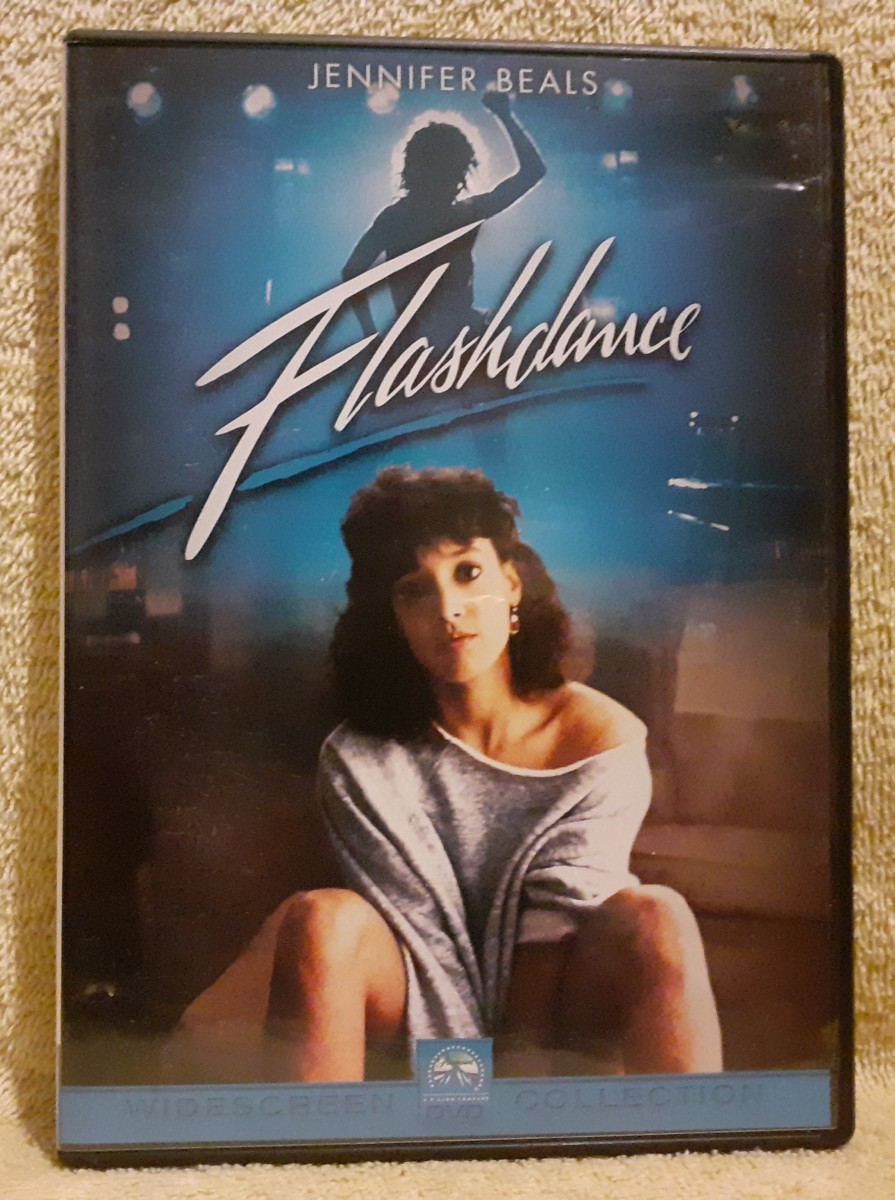 JENNIFER BEALS
Flashdance
WIDESCREEN DVD COLLECTION